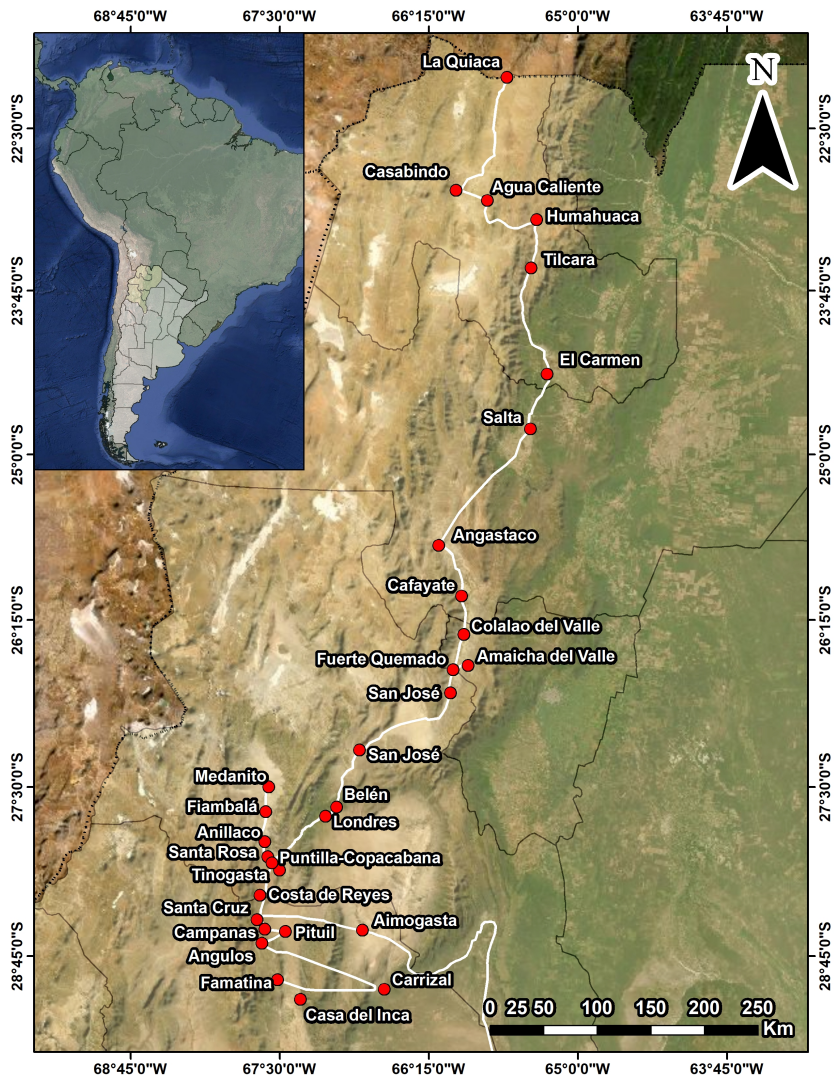 68°45'0"W 67°30'0"W 66°15'0"W 65°0'0"W 63°45'0"W
N
La Quiaca
22°30'0"S
22°30'0"S
Casabindo
Agua Caliente
Humahuaca
Tilcara
23°45'0"S
23°45'0"S
El Carmen
Salta
25°0'0"S
25°0'0"S
Angastaco
Cafayate
26°15'0"S
26°15'0"S
Colalao del Valle
Fuerte Quemado
Amaicha del Valle
San José
San José
Medanito
27°30'0"S
27°30'0"S
Fiambalá
Belén
Londres
Anillaco
Santa Rosa
Puntilla-Copacabana
Tinogasta
Costa de Reyes
Santa Cruz
Aimogasta
Campanas
Pituil
Angulos
28°45'0"S
28°45'0"S
Famatina
Carrizal
Casa del Inca
0 25 50 100 150 200 250
Km
68°45'0"W 67°30'0"W 66°15'0"W 65°0'0"W 63°45'0"W